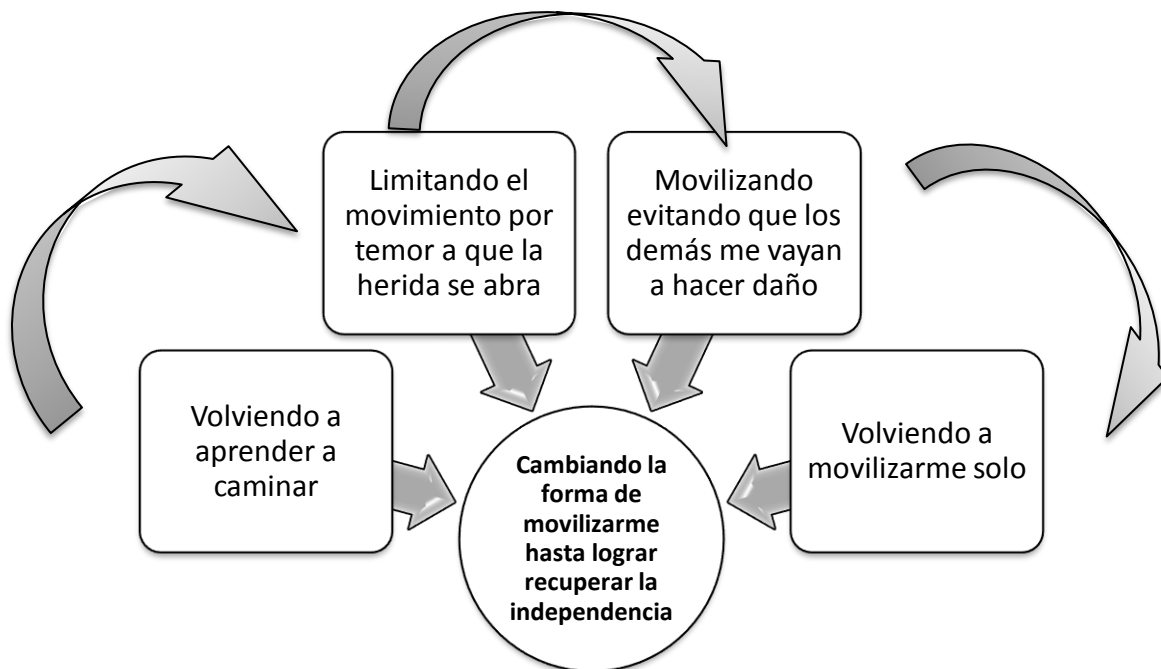 Limitando el
movimiento por
temor a que la
herida se abra
Movilizando
evitando que los
demás me vayan
a hacer daño
Volviendo a
aprender a
caminar
Cambiando la
forma de
movilizarme
hasta lograr
recuperar la
independencia
Volviendo a
movilizarme solo